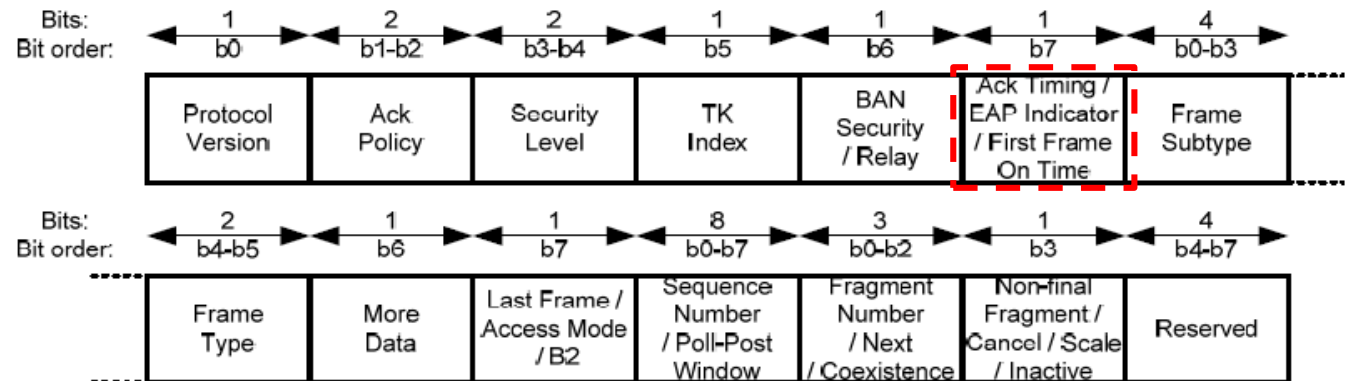 Bits: 1 2 2 1 1 1 4
Bit order: b0 b1-b2 b3-b4 b5 b6 b7 b0-b3
Protocol Version
Ack Policy
Security Level
TK Index
BAN Security / Relay
Ack Timing / EAP Indicator / First Frame On Time
Frame Subtype
Bits: 2 1 1 8 3 1 4
Bit order: b4-b5 b6 b7 b0-b7 b0-b2 b3 b4-b7
Frame Type
More Data
Last Frame / Access Mode / B2
Sequence Number / Poll-Post Window
Fragment Number / Next / Coexistence
Non-final Fragment / Cancel / Scale / Inactive
Reserved